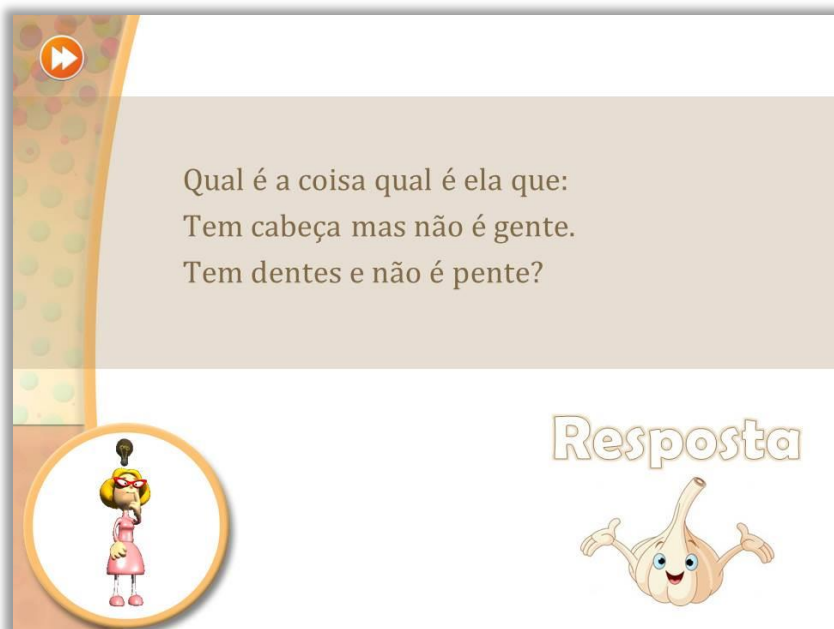 Qual é a coisa qual é ela que:
Tem cabeça mas não é gente.
Tem dentes e não é pente?
Resposta